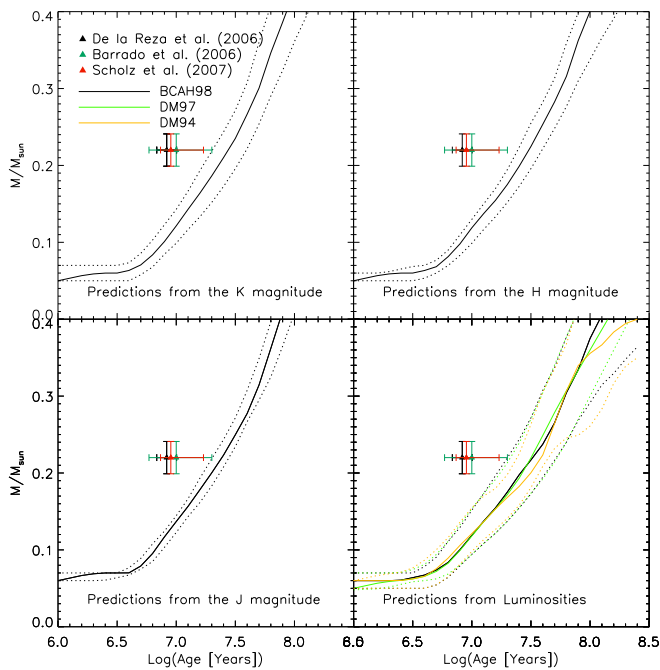 0.4
0.3
0.2
0.1
0.0
M/Msun
De la Reza et al. (2006)
Barrado et al. (2006)
Scholz et al. (2007)
BCAH98
DM97
DM94
Predictions from the K magnitude
Predictions from the H magnitude
0.4
0.3
0.2
0.1
0.0
M/Msun
Predictions from the J magnitude
Predictions from Luminosities
6.0 6.5 7.0 7.5 8.0
6.5 7.0 7.5 8.0 8.5
Log(Age [Years])
Log(Age [Years])